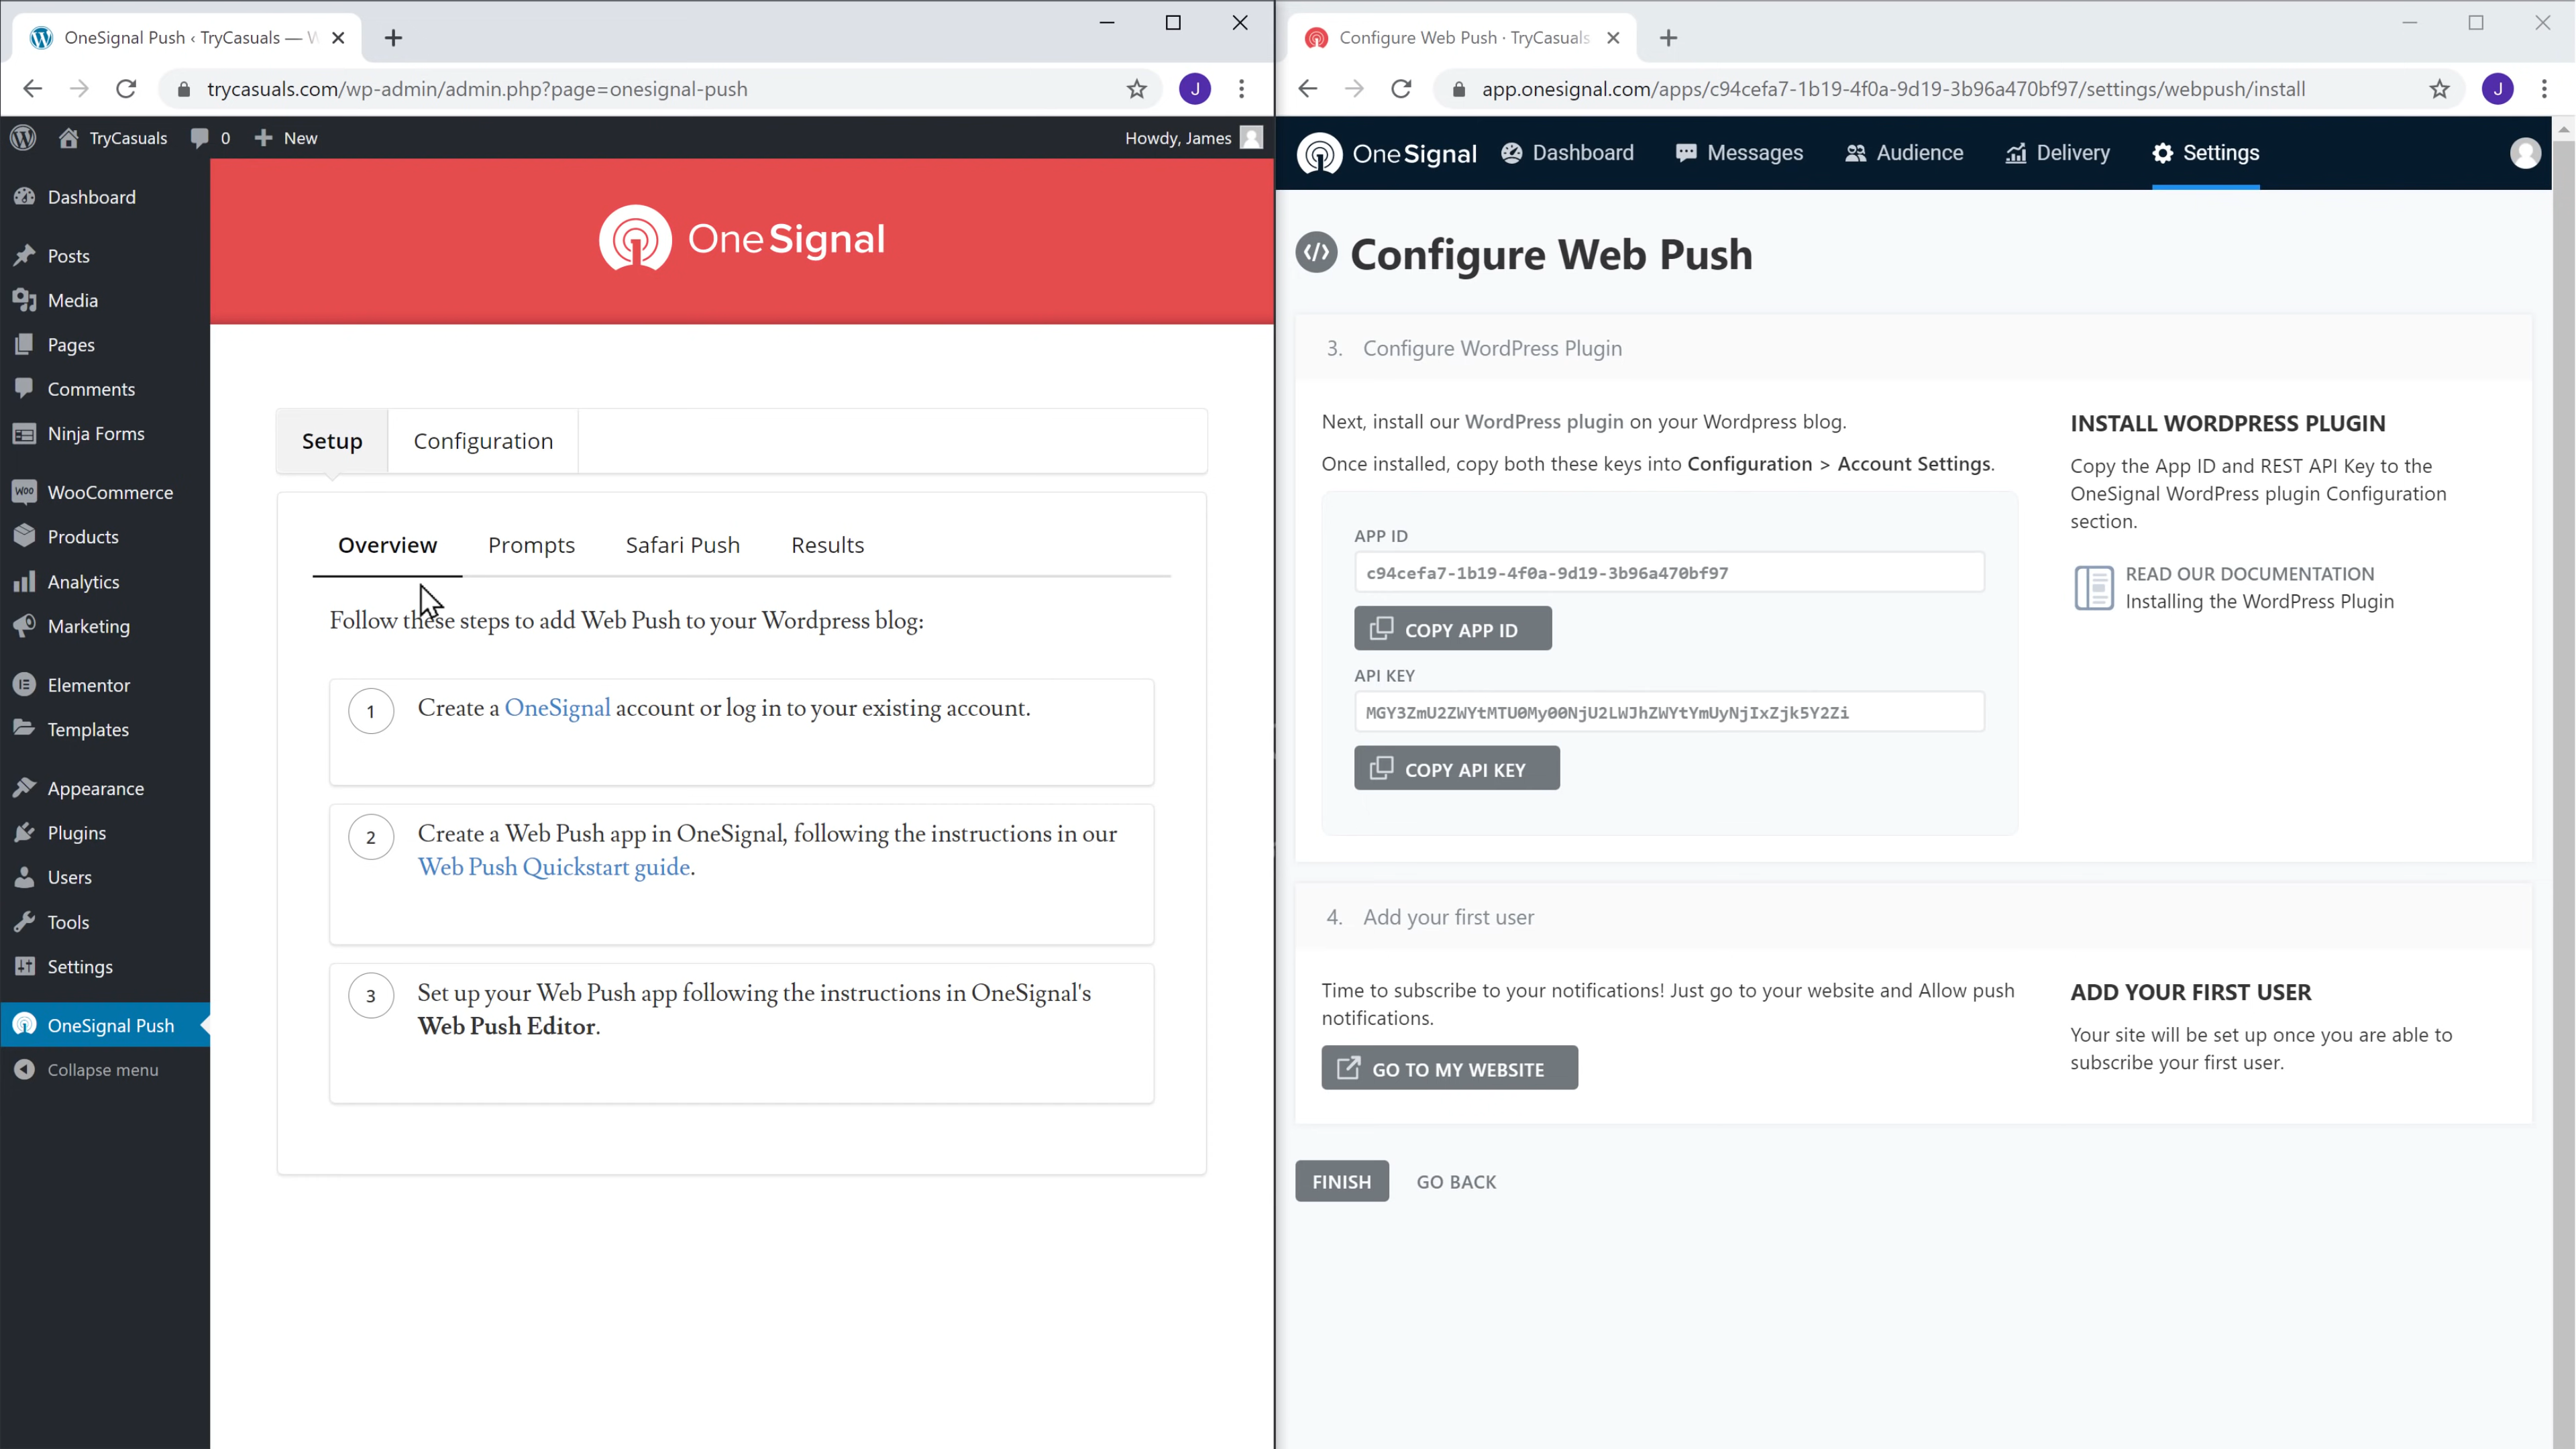 OneSignal Push ‹ TryCasuals — W
trycasuals.com/wp-admin/admin.php?page=onesignal-push
J
TryCasuals
0
New
Howdy, James
Dashboard
Posts
Media
Pages
Comments
Ninja Forms
WooCommerce
Products
Analytics
Marketing
Elementor
Templates
Appearance
Plugins
Users
Tools
Settings
OneSignal Push
Collapse menu
OneSignal
Setup
Configuration
Overview
Prompts
Safari Push
Results
Follow these steps to add Web Push to your Wordpress blog:
1
Create a OneSignal account or log in to your existing account.
2
Create a Web Push app in OneSignal, following the instructions in our
Web Push Quickstart guide.
3
Set up your Web Push app following the instructions in OneSignal's
Web Push Editor.
Configure Web Push · TryCasuals
app.onesignal.com/apps/c94cefa7-1b19-4f0a-9d19-3b96a470bf97/settings/webpush/install
J
OneSignal
Dashboard
Messages
Audience
Delivery
Settings
Configure Web Push
3. Configure WordPress Plugin
Next, install our WordPress plugin on your Wordpress blog.
Once installed, copy both these keys into Configuration > Account Settings.
APP ID
c94cefa7-1b19-4f0a-9d19-3b96a470bf97
COPY APP ID
API KEY
MGY3ZmU2ZWYtMTU0My00NjU2LWJhZWYtYmUyNjIxZjk5Y2Zi
COPY API KEY
INSTALL WORDPRESS PLUGIN
Copy the App ID and REST API Key to the
OneSignal WordPress plugin Configuration
section.
READ OUR DOCUMENTATION
Installing the WordPress Plugin
4. Add your first user
Time to subscribe to your notifications! Just go to your website and Allow push
notifications.
GO TO MY WEBSITE
ADD YOUR FIRST USER
Your site will be set up once you are able to
subscribe your first user.
FINISH
GO BACK